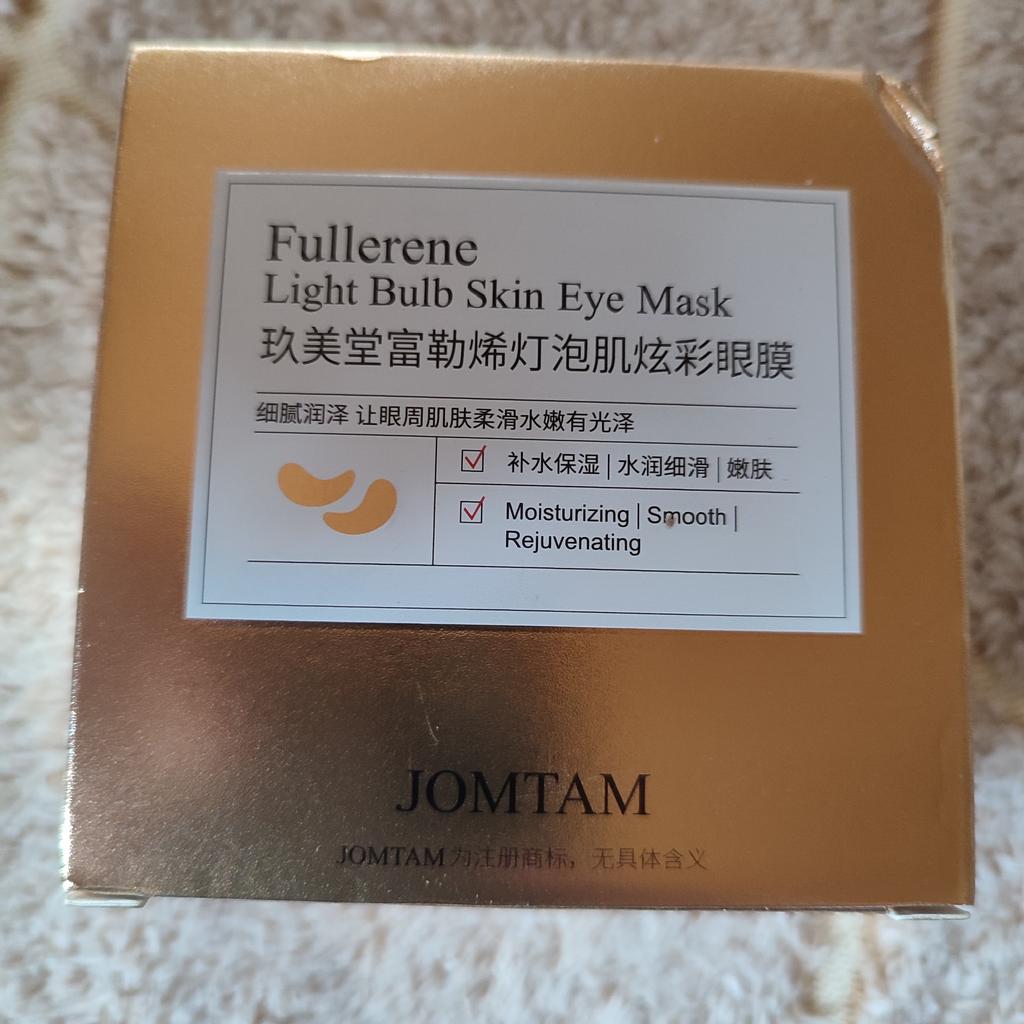 Fullerene
Light Bulb Skin Eye Mask
玖美堂富勒烯灯泡肌炫彩眼膜
细腻润泽 让眼周肌肤柔滑水嫩有光泽
补水保湿 | 水润细滑 | 嫩肤
Moisturizing | Smooth |
Rejuvenating
JOMTAM
JOMTAM为注册商标，无具体含义